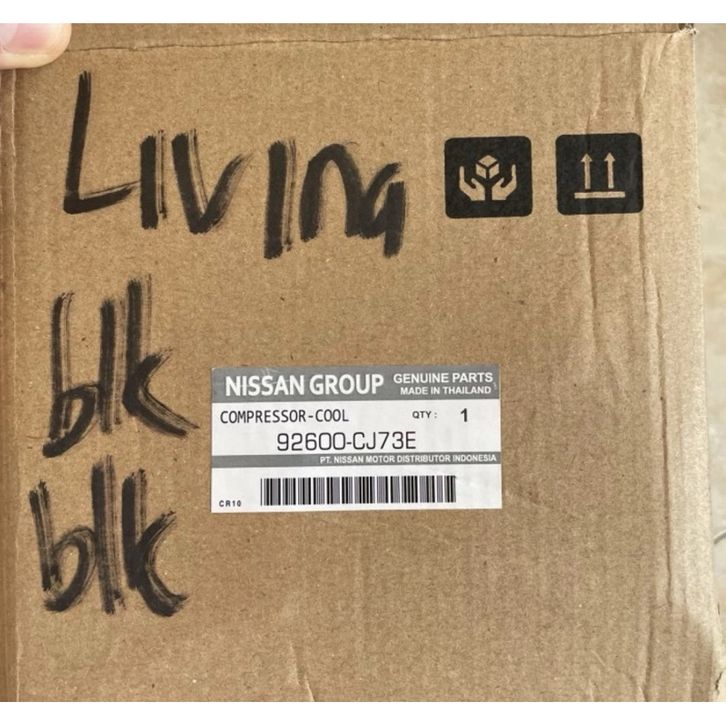 Living
blk
blk
NISSAN GROUP GENUINE PARTS
MADE IN THAILAND
COMPRESSOR-COOL QTY : 1
92600-CJ73E
PT. NISSAN MOTOR DISTRIBUTOR INDONESIA
CR10